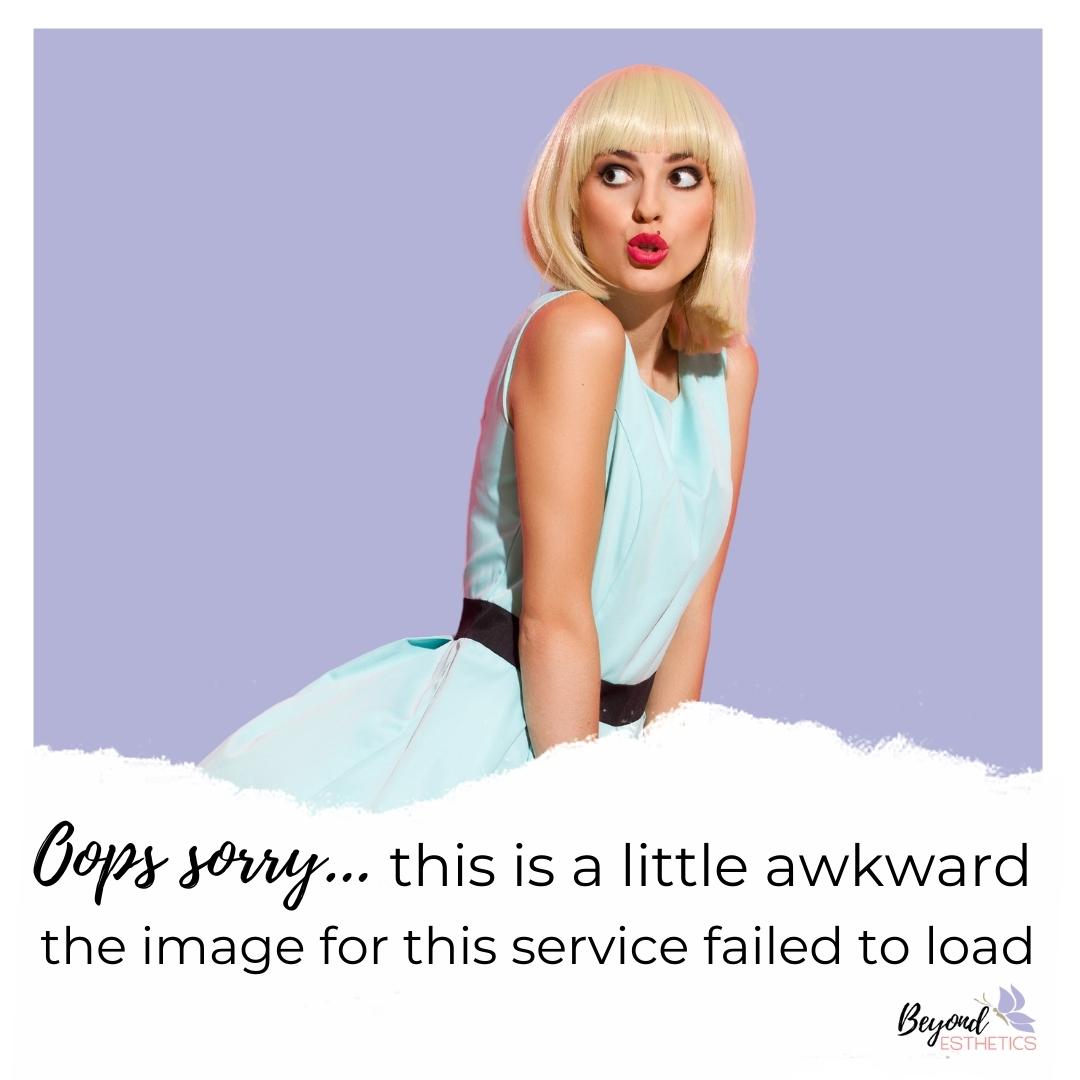 Oops sorry... this is a little awkward
the image for this service failed to load
Beyond
ESTHETICS